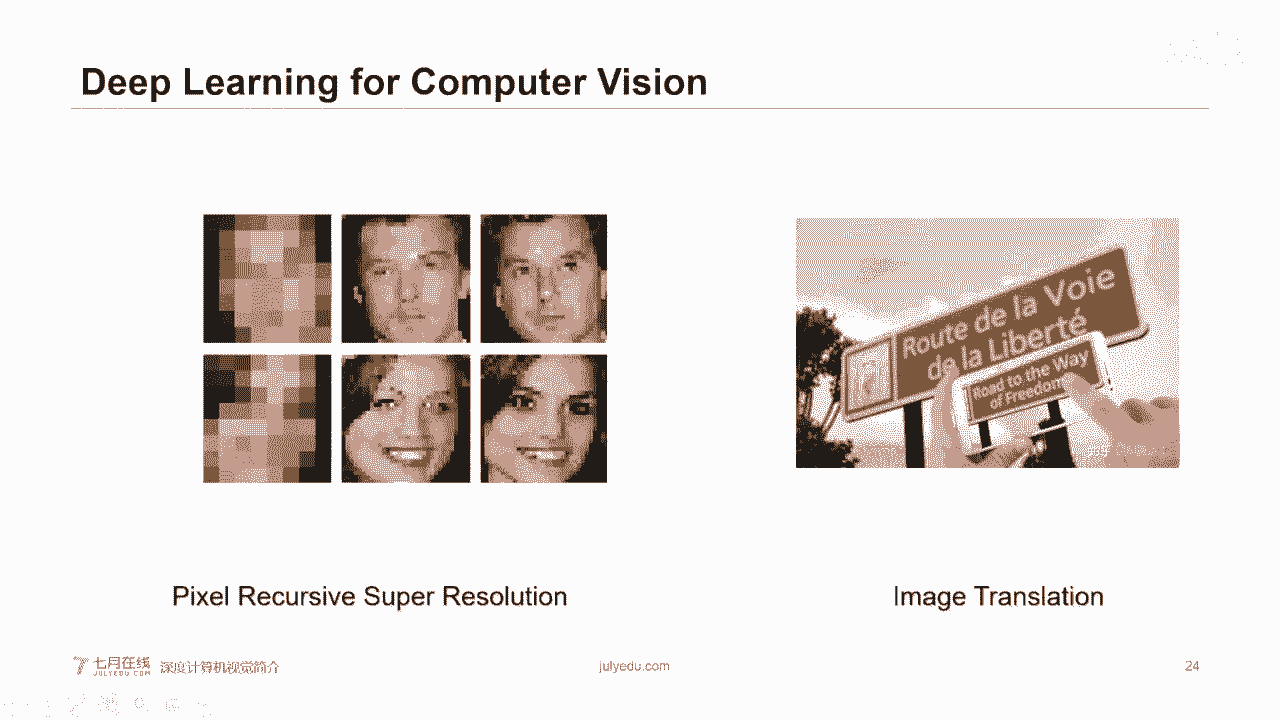 Deep Learning for Computer Vision
Route de la Voie
de la Liberté
Road to the Way
of Freedom
Pixel Recursive Super Resolution
Image Translation
七月在线
JULYEDU.COM
深度计算机视觉简介
julyedu.com
24